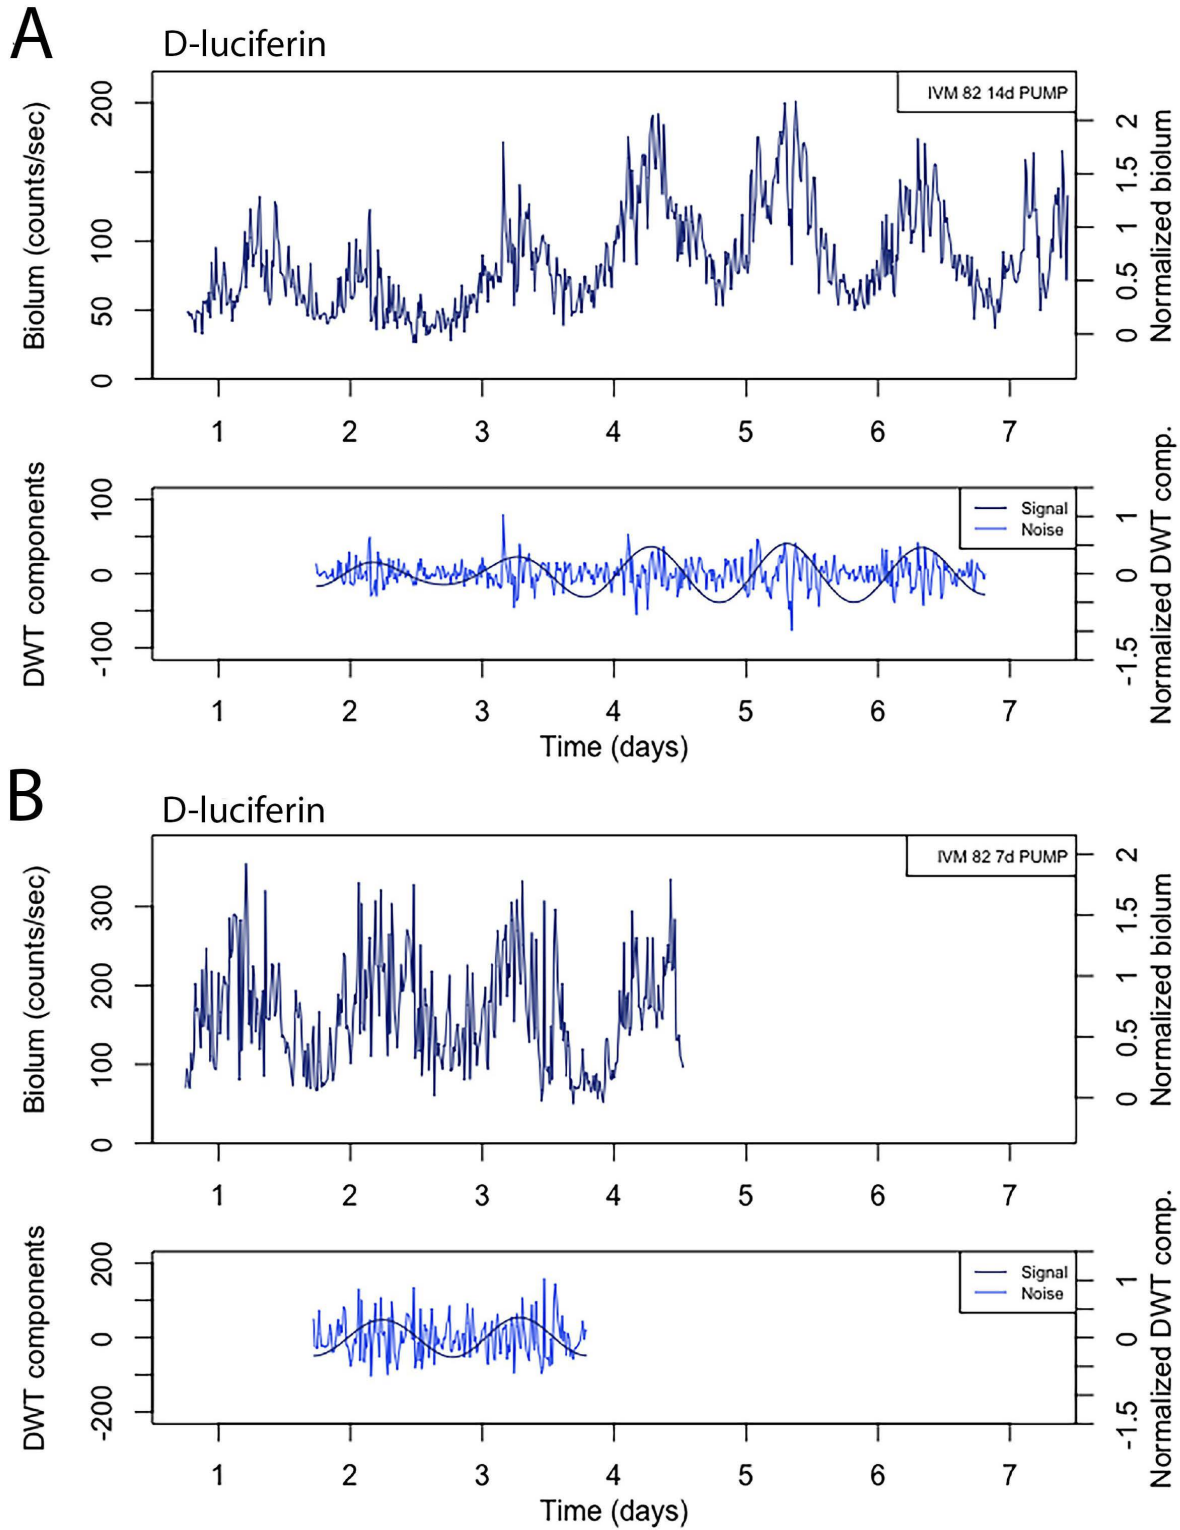 A
D-luciferin
IVM 82 14d PUMP
Biolum (counts/sec)
0 50 100 200
Normalized biolum
0 0.5 1 1.5 2
1 2 3 4 5 6 7
DWT components
-100 0 100
Signal
Noise
Normalized DWT comp.
-1.5 0 1
1 2 3 4 5 6 7
Time (days)
B
D-luciferin
IVM 82 7d PUMP
Biolum (counts/sec)
0 100 200 300
Normalized biolum
0 0.5 1 1.5 2
1 2 3 4 5 6 7
DWT components
-200 0 200
Signal
Noise
Normalized DWT comp.
-1.5 0 1
1 2 3 4 5 6 7
Time (days)